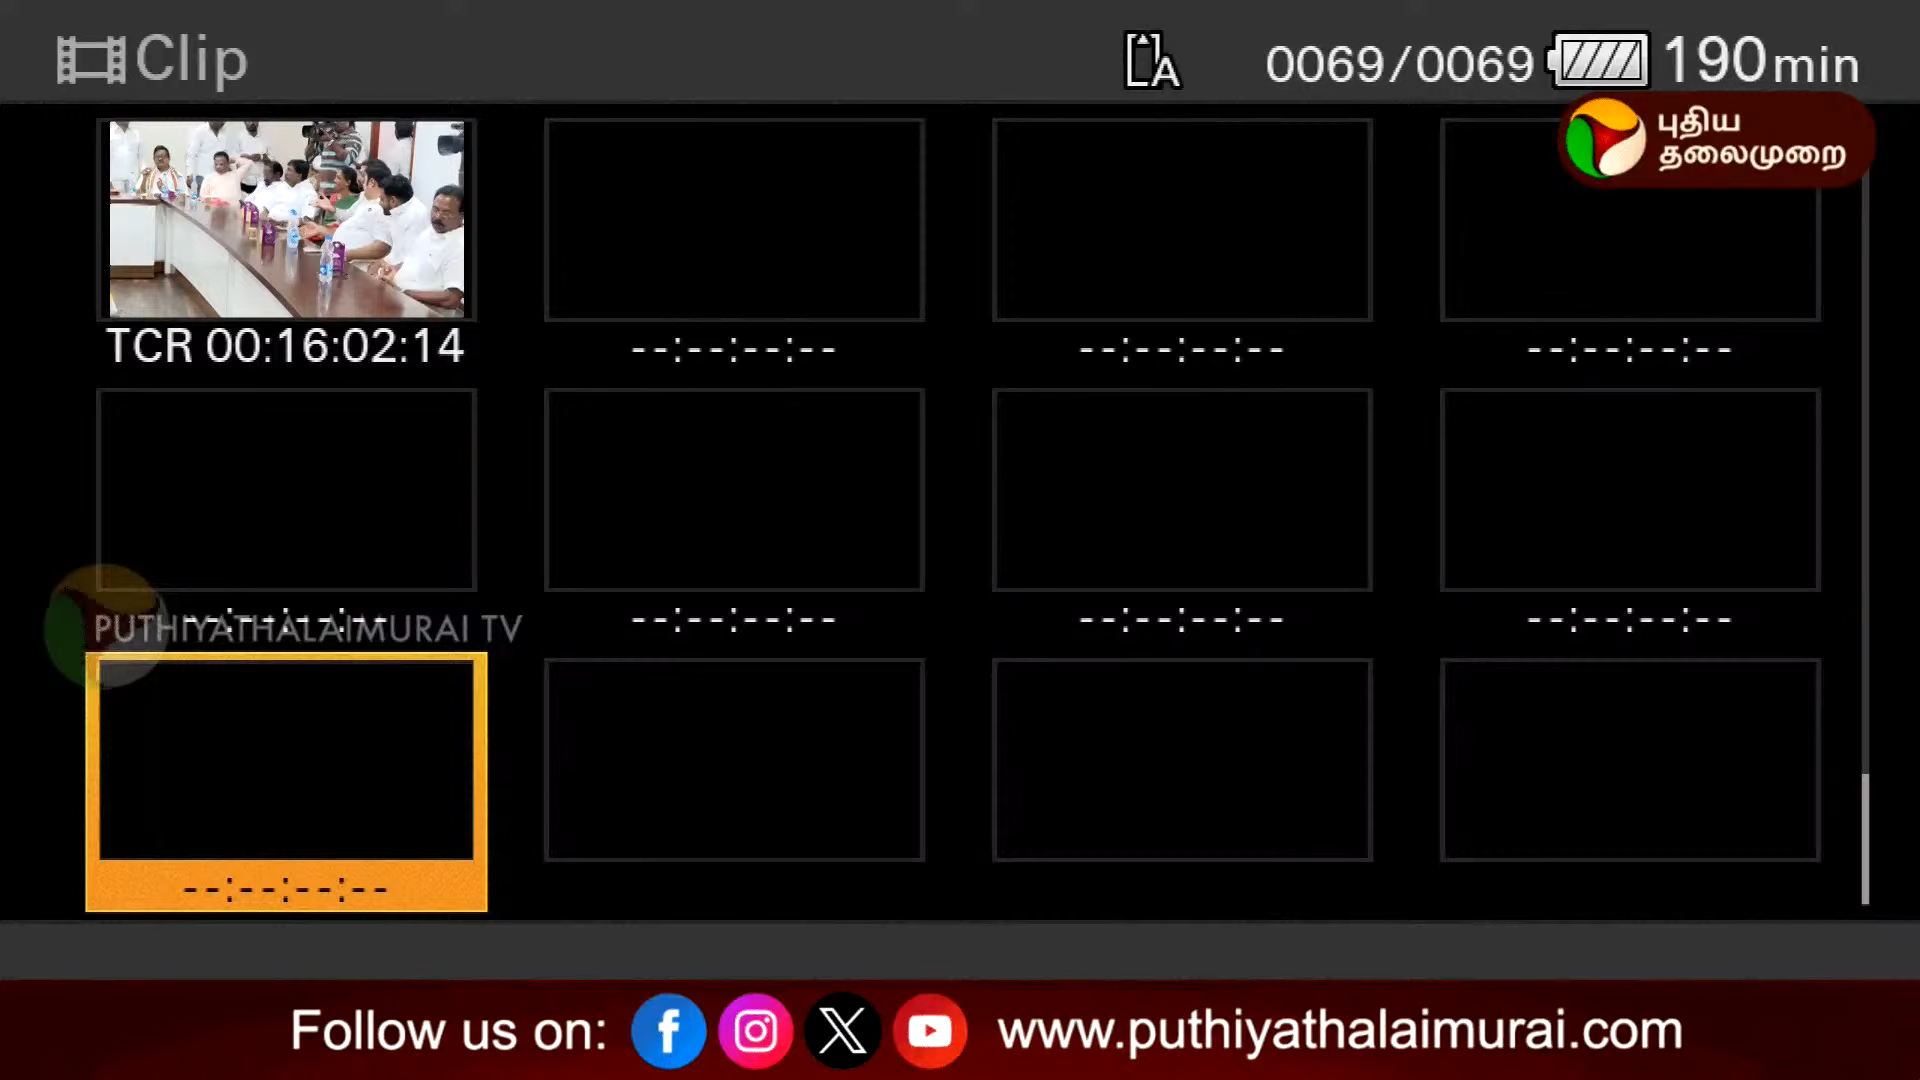 Clip
A
0069/0069
190min
புதிய
தலைமுறை
TCR 00:16:02:14
--:--:--:--
--:--:--:--
--:--:--:--
--:--:--:--
--:--:--:--
--:--:--:--
--:--:--:--
PUTHIYATHALAIMURAI TV
--:--:--:--
Follow us on:
www.puthiyathalaimurai.com